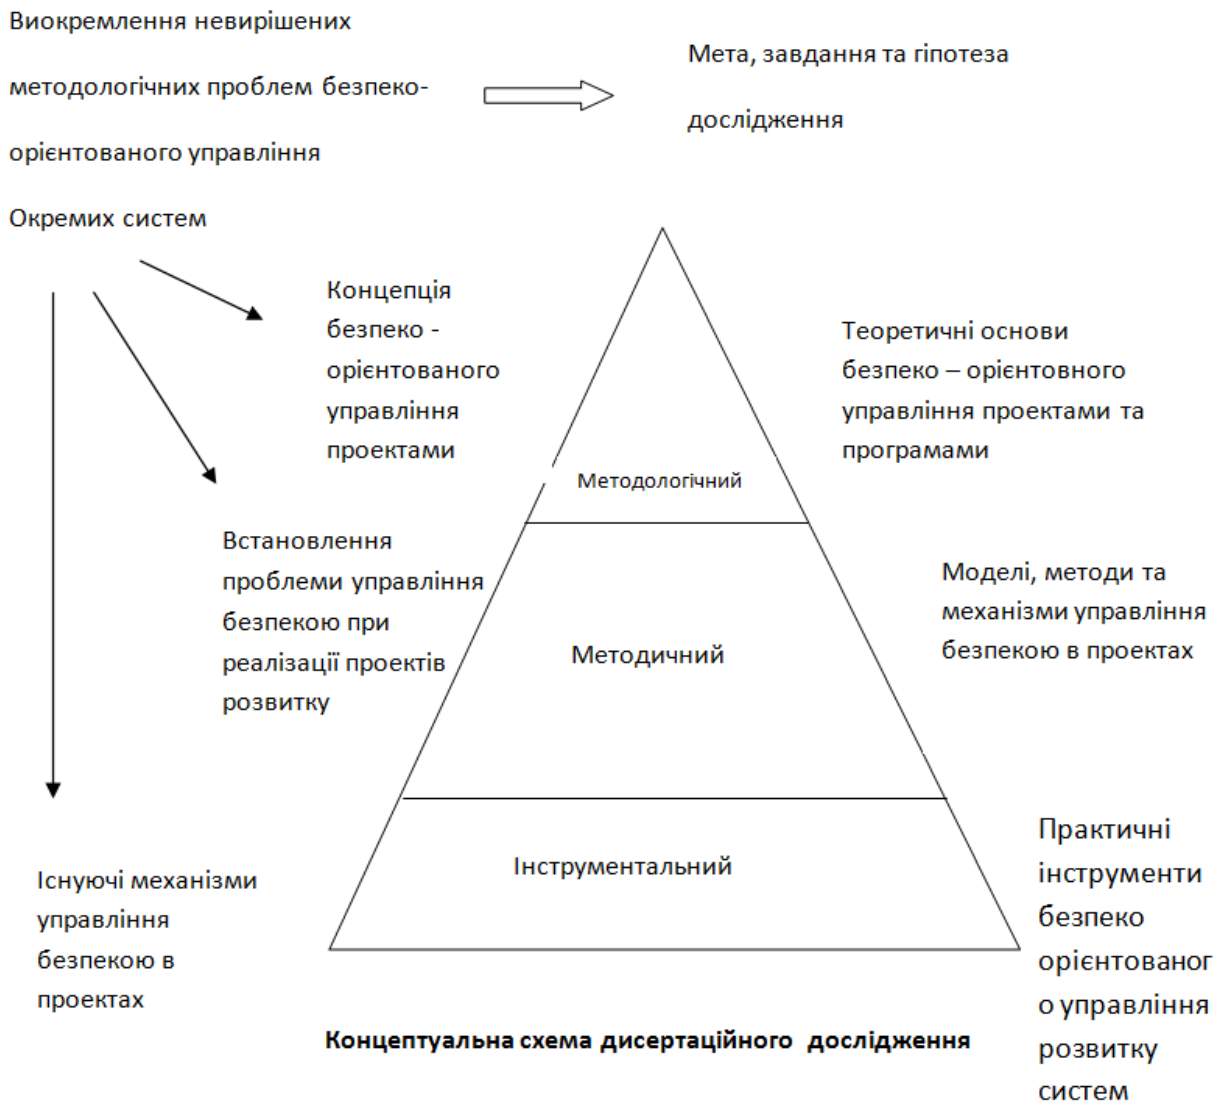 Виокремлення невирішених
методологічних проблем безпеко-
орієнтованого управління
Окремих систем
Мета, завдання та гіпотеза
дослідження
Концепція
безпеко -
орієнтованого
управління
проектами
Теоретичні основи
безпеко – орієнтовного
управління проектами та
програмами
Методологічний
Встановлення
проблеми управління
безпекою при
реалізації проектів
розвитку
Методичний
Моделі, методи та
механізми управління
безпекою в проектах
Існуючі механізми
управління
безпекою в
проектах
Інструментальний
Практичні
інструменти
безпеко
орієнтованог
о управління
розвитку
систем
Концептуальна схема дисертаційного дослідження